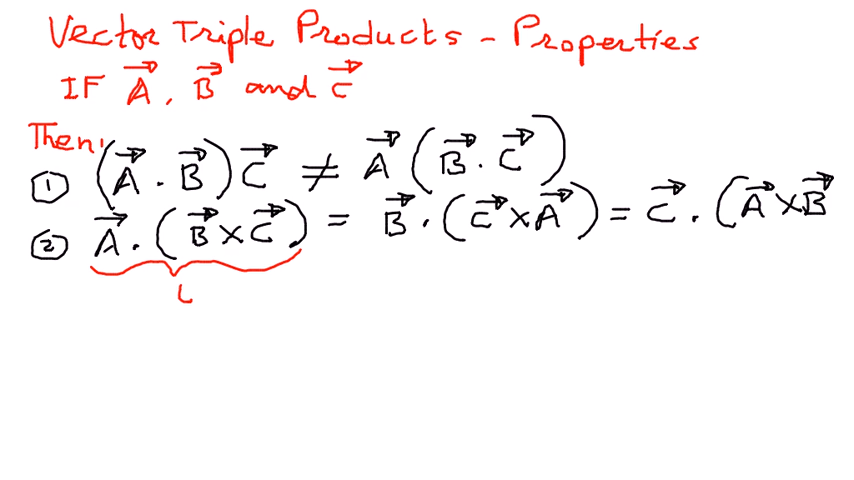 Vector Triple Products - Properties
IF A⃗, B⃗ and C⃗
Then:
① (A⃗ . B⃗) C⃗ ≠ A⃗ (B⃗ . C⃗)
② A⃗ . (B⃗ × C⃗) = B⃗ . (C⃗ × A⃗) = C⃗ . (A⃗ × B⃗